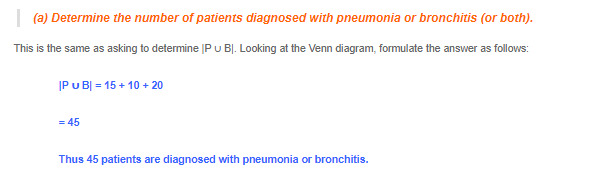 (a) Determine the number of patients diagnosed with pneumonia or bronchitis (or both).
This is the same as asking to determine |P ∪ B|. Looking at the Venn diagram, formulate the answer as follows:
|P ∪ B| = 15 + 10 + 20
= 45
Thus 45 patients are diagnosed with pneumonia or bronchitis.